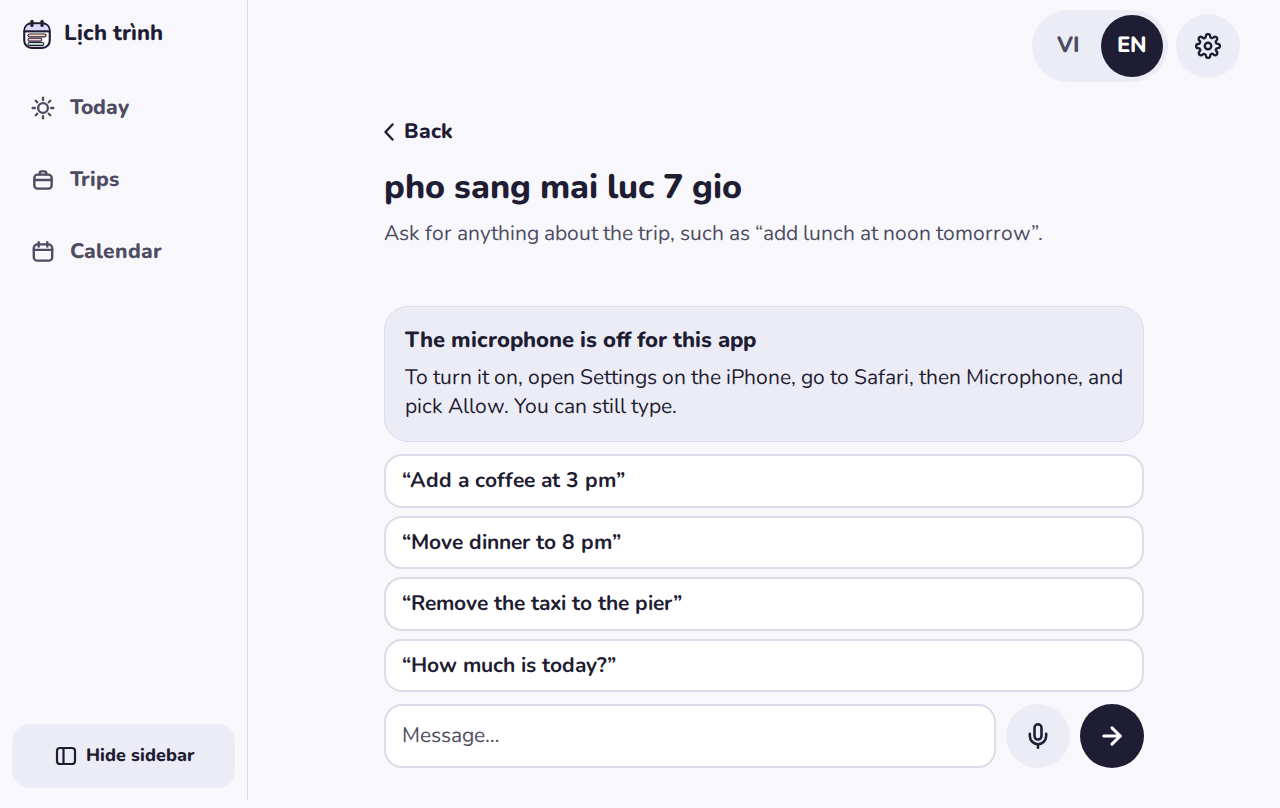 Lịch trình
VI
EN
Today
Trips
Calendar
Back
pho sang mai luc 7 gio
Ask for anything about the trip, such as “add lunch at noon tomorrow”.
The microphone is off for this app
To turn it on, open Settings on the iPhone, go to Safari, then Microphone, and
pick Allow. You can still type.
“Add a coffee at 3 pm”
“Move dinner to 8 pm”
“Remove the taxi to the pier”
“How much is today?”
Message...
Hide sidebar